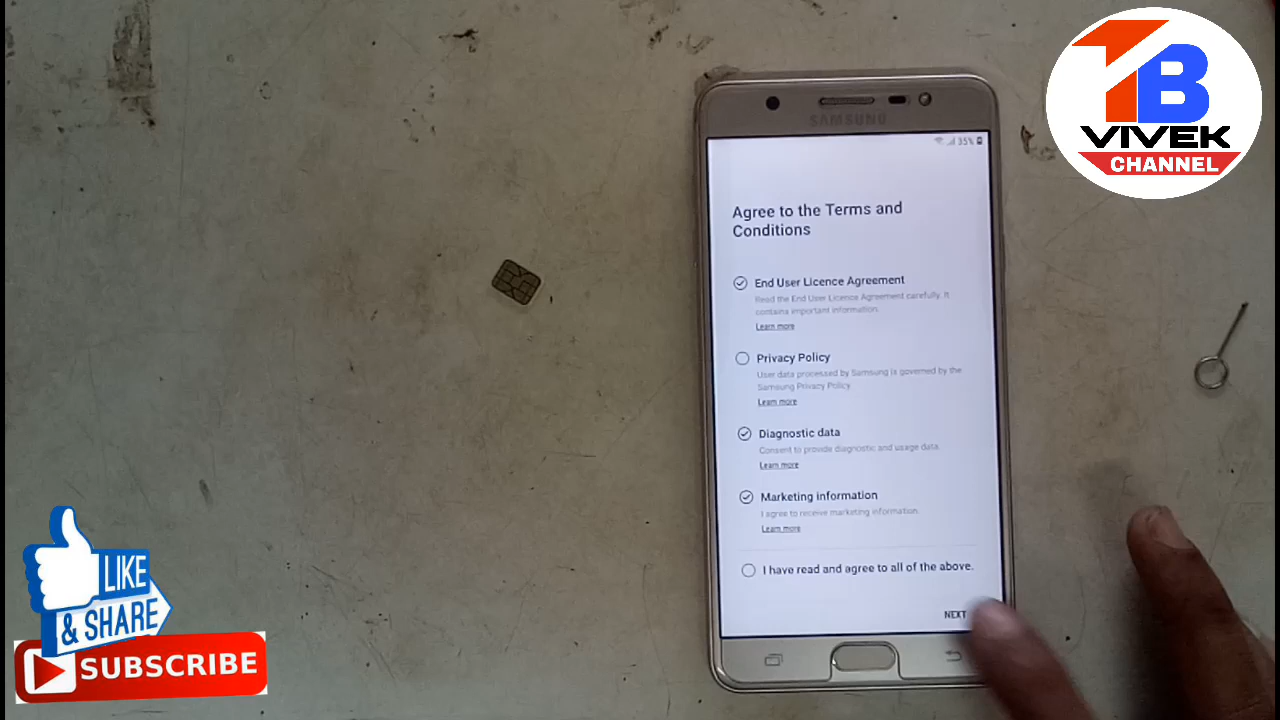 TB
VIVEK
CHANNEL
SAMSUNG
35%
Agree to the Terms and
Conditions
End User Licence Agreement
Read the End User Licence Agreement carefully. It
contains important information.
Learn more
Privacy Policy
User data processed by Samsung is governed by the
Samsung Privacy Policy.
Learn more
Diagnostic data
Consent to provide diagnostic and usage data.
Learn more
Marketing information
I agree to receive marketing information.
Learn more
I have read and agree to all of the above.
NEXT
LIKE
& SHARE
SUBSCRIBE